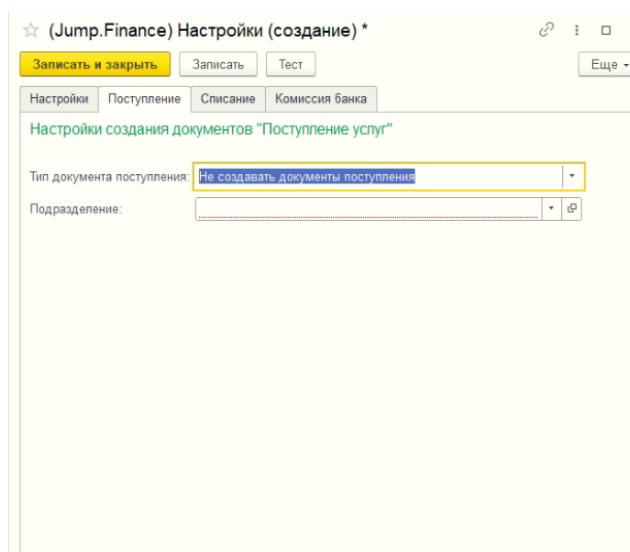 (Jump.Finance) Настройки (создание) *
Записать и закрыть Записать Тест Еще
Настройки Поступление Списание Комиссия банка
Настройки создания документов "Поступление услуг"
Тип документа поступления: Не создавать документы поступления
Подразделение: